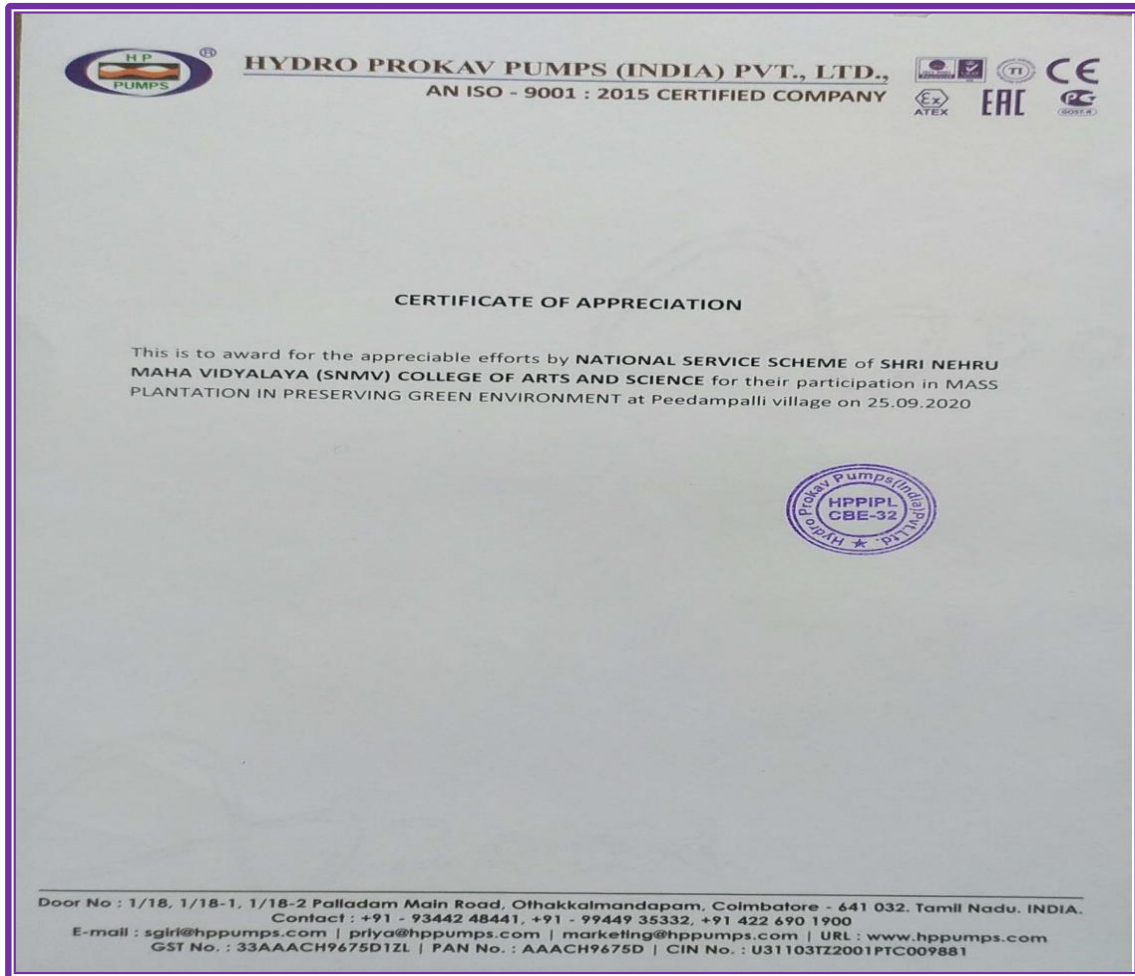 H P
PUMPS
®
HYDRO PROKAV PUMPS (INDIA) PVT., LTD.,
AN ISO - 9001 : 2015 CERTIFIED COMPANY
TI
CE
Ex
ATEX
EAC
GOST-R
CERTIFICATE OF APPRECIATION
This is to award for the appreciable efforts by NATIONAL SERVICE SCHEME of SHRI NEHRU
MAHA VIDYALAYA (SNMV) COLLEGE OF ARTS AND SCIENCE for their participation in MASS
PLANTATION IN PRESERVING GREEN ENVIRONMENT at Peedampalli village on 25.09.2020
Hydro Prokav Pumps(India)Pvt.Ltd.
HPPIPL
CBE-32
Door No : 1/18, 1/18-1, 1/18-2 Palladam Main Road, Othakkalmandapam, Coimbatore - 641 032. Tamil Nadu. INDIA.
Contact : +91 - 93442 48441, +91 - 99449 35332, +91 422 690 1900
E-mail : sgiri@hppumps.com | priya@hppumps.com | marketing@hppumps.com | URL : www.hppumps.com
GST No. : 33AAACH9675D1ZL | PAN No. : AAACH9675D | CIN No. : U31103TZ2001PTC009881